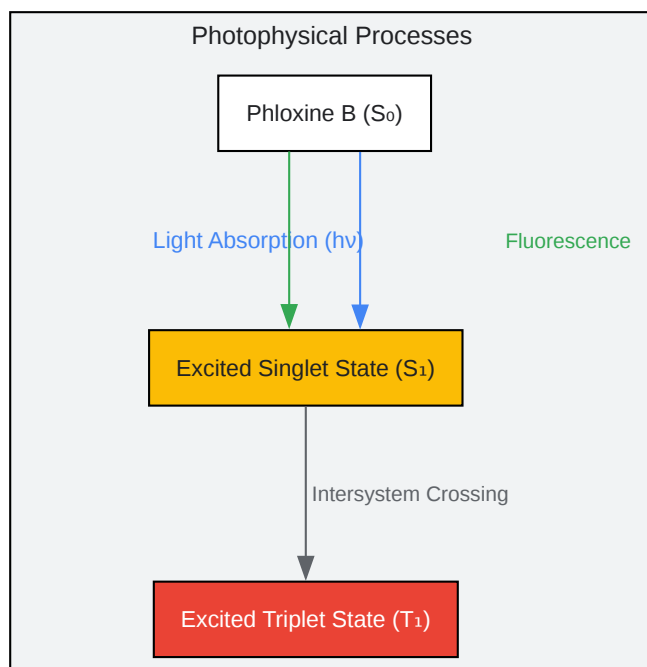 Photophysical Processes
Phloxine B (S₀)
Light Absorption (hν)
Fluorescence
Excited Singlet State (S₁)
Intersystem Crossing
Excited Triplet State (T₁)